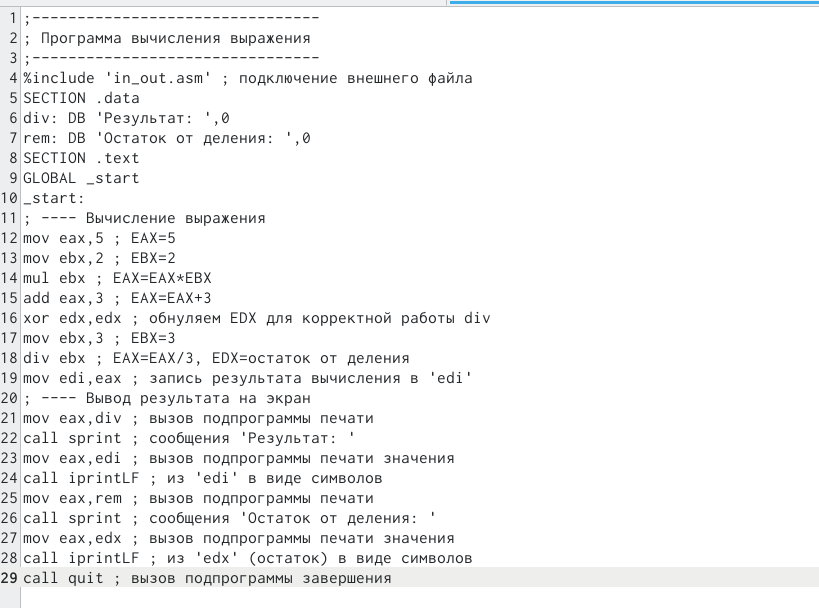 1 ;--------------------------------
2 ; Программа вычисления выражения
3 ;--------------------------------
4 %include 'in_out.asm' ; подключение внешнего файла
5 SECTION .data
6 div: DB 'Результат: ',0
7 rem: DB 'Остаток от деления: ',0
8 SECTION .text
9 GLOBAL _start
10 _start:
11 ; ---- Вычисление выражения
12 mov eax,5 ; EAX=5
13 mov ebx,2 ; EBX=2
14 mul ebx ; EAX=EAX*EBX
15 add eax,3 ; EAX=EAX+3
16 xor edx,edx ; обнуляем EDX для корректной работы div
17 mov ebx,3 ; EBX=3
18 div ebx ; EAX=EAX/3, EDX=остаток от деления
19 mov edi,eax ; запись результата вычисления в 'edi'
20 ; ---- Вывод результата на экран
21 mov eax,div ; вызов подпрограммы печати
22 call sprint ; сообщения 'Результат: '
23 mov eax,edi ; вызов подпрограммы печати значения
24 call iprintLF ; из 'edi' в виде символов
25 mov eax,rem ; вызов подпрограммы печати
26 call sprint ; сообщения 'Остаток от деления: '
27 mov eax,edx ; вызов подпрограммы печати значения
28 call iprintLF ; из 'edx' (остаток) в виде символов
29 call quit ; вызов подпрограммы завершения